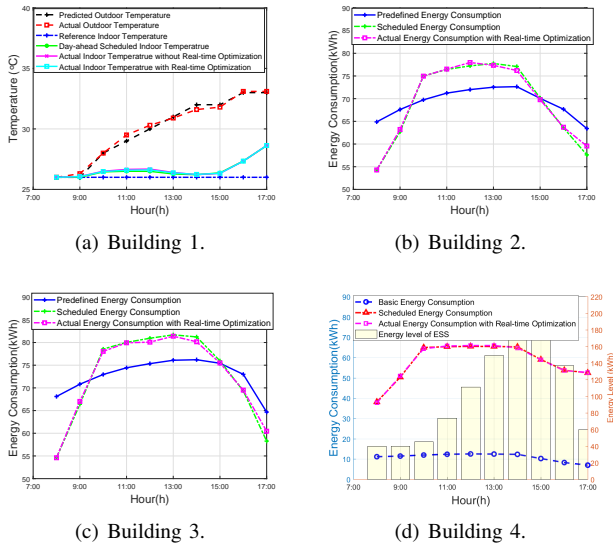 Predicted Outdoor Temperature
Actual Outdoor Temperature
Reference Indoor Temperature
Day-ahead Scheduled Indoor Temperatrue
Actual Indoor Temperatrue without Real-time Optimization
Actual Indoor Temperatrue with Real-time Optimization
Temperature (°C)
40
35
30
25
7:00 9:00 11:00 13:00 15:00 17:00
Hour(h)
(a) Building 1.
Predefined Energy Consumption
Scheduled Energy Consumption
Actual Energy Consumption with Real-time Optimization
Energy Consumption(kWh)
90
85
80
75
70
65
60
55
50
7:00 9:00 11:00 13:00 15:00 17:00
Hour(h)
(b) Building 2.
Predefined Energy Consumption
Scheduled Energy Consumption
Actual Energy Consmption with Real-time Optimization
Energy Consumption(kWh)
90
85
80
75
70
65
60
55
50
7:00 9:00 11:00 13:00 15:00 17:00
Hour(h)
(c) Building 3.
Basic Energy Consumption
Scheduled Energy Consumption
Actual Energy Consmption with Real-time Optimization
Energy level of ESS
Energy Consumption(kWh)
90
80
70
60
50
40
30
20
10
0
7:00 9:00 11:00 13:00 15:00 17:00
Hour(h)
220
200
180
160
140
120
100
80
60
40
20
0
Energy Level(kWh)
(d) Building 4.